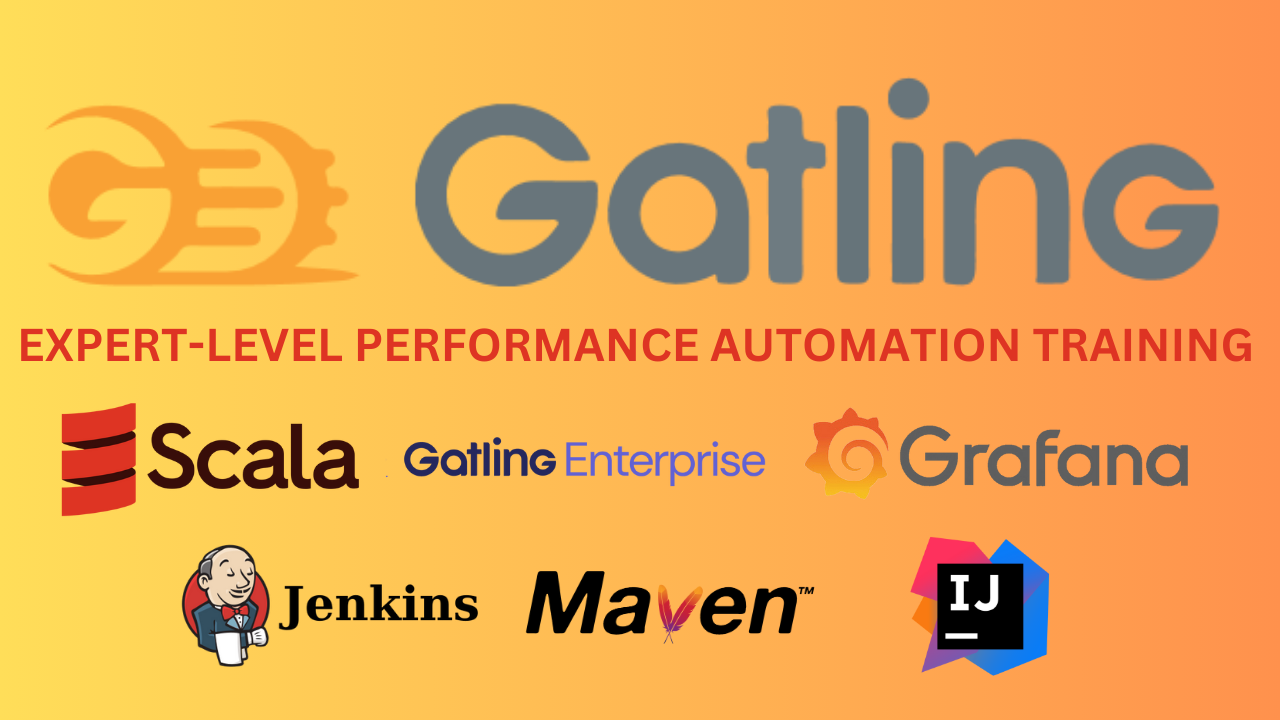 Gatling
EXPERT-LEVEL PERFORMANCE AUTOMATION TRAINING
Scala Gatling Enterprise Grafana
Jenkins Maven™ IJ